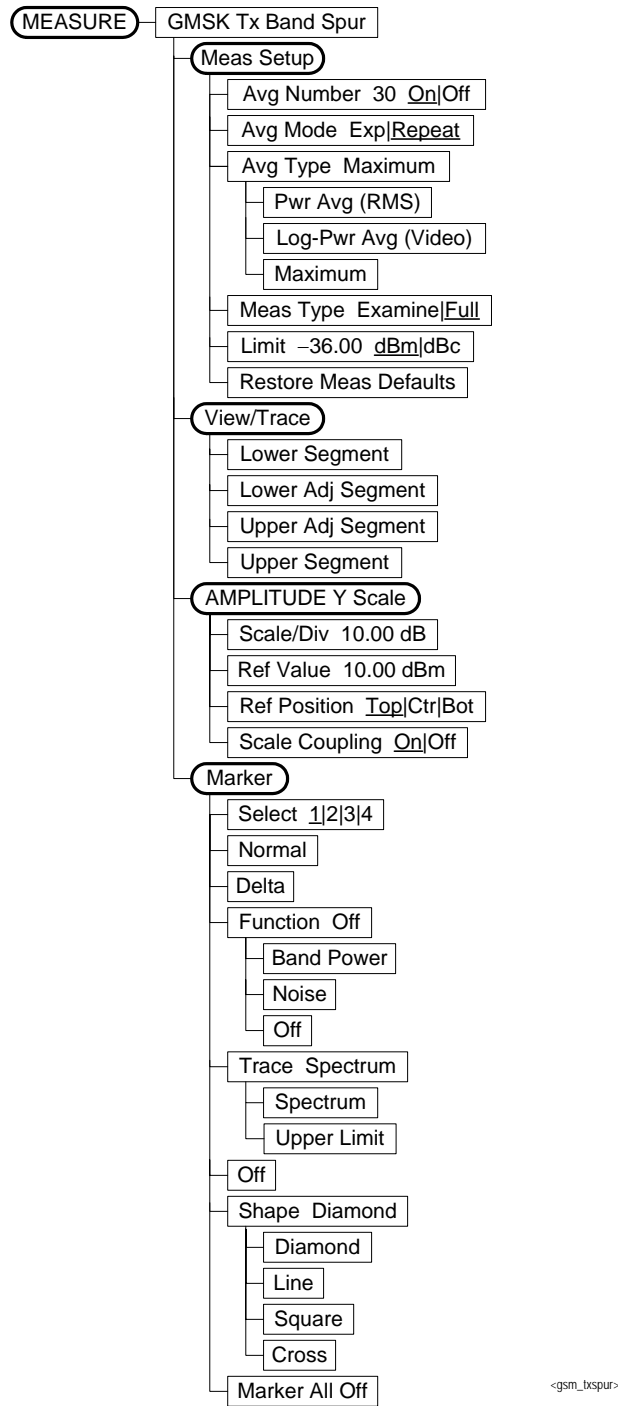 MEASURE GMSK Tx Band Spur
Meas Setup
Avg Number 30 On|Off
Avg Mode Exp|Repeat
Avg Type Maximum
Pwr Avg (RMS)
Log-Pwr Avg (Video)
Maximum
Meas Type Examine|Full
Limit −36.00 dBm|dBc
Restore Meas Defaults
View/Trace
Lower Segment
Lower Adj Segment
Upper Adj Segment
Upper Segment
AMPLITUDE Y Scale
Scale/Div 10.00 dB
Ref Value 10.00 dBm
Ref Position Top|Ctr|Bot
Scale Coupling On|Off
Marker
Select 1|2|3|4
Normal
Delta
Function Off
Band Power
Noise
Off
Trace Spectrum
Spectrum
Upper Limit
Off
Shape Diamond
Diamond
Line
Square
Cross
Marker All Off
<gsm_txspur>